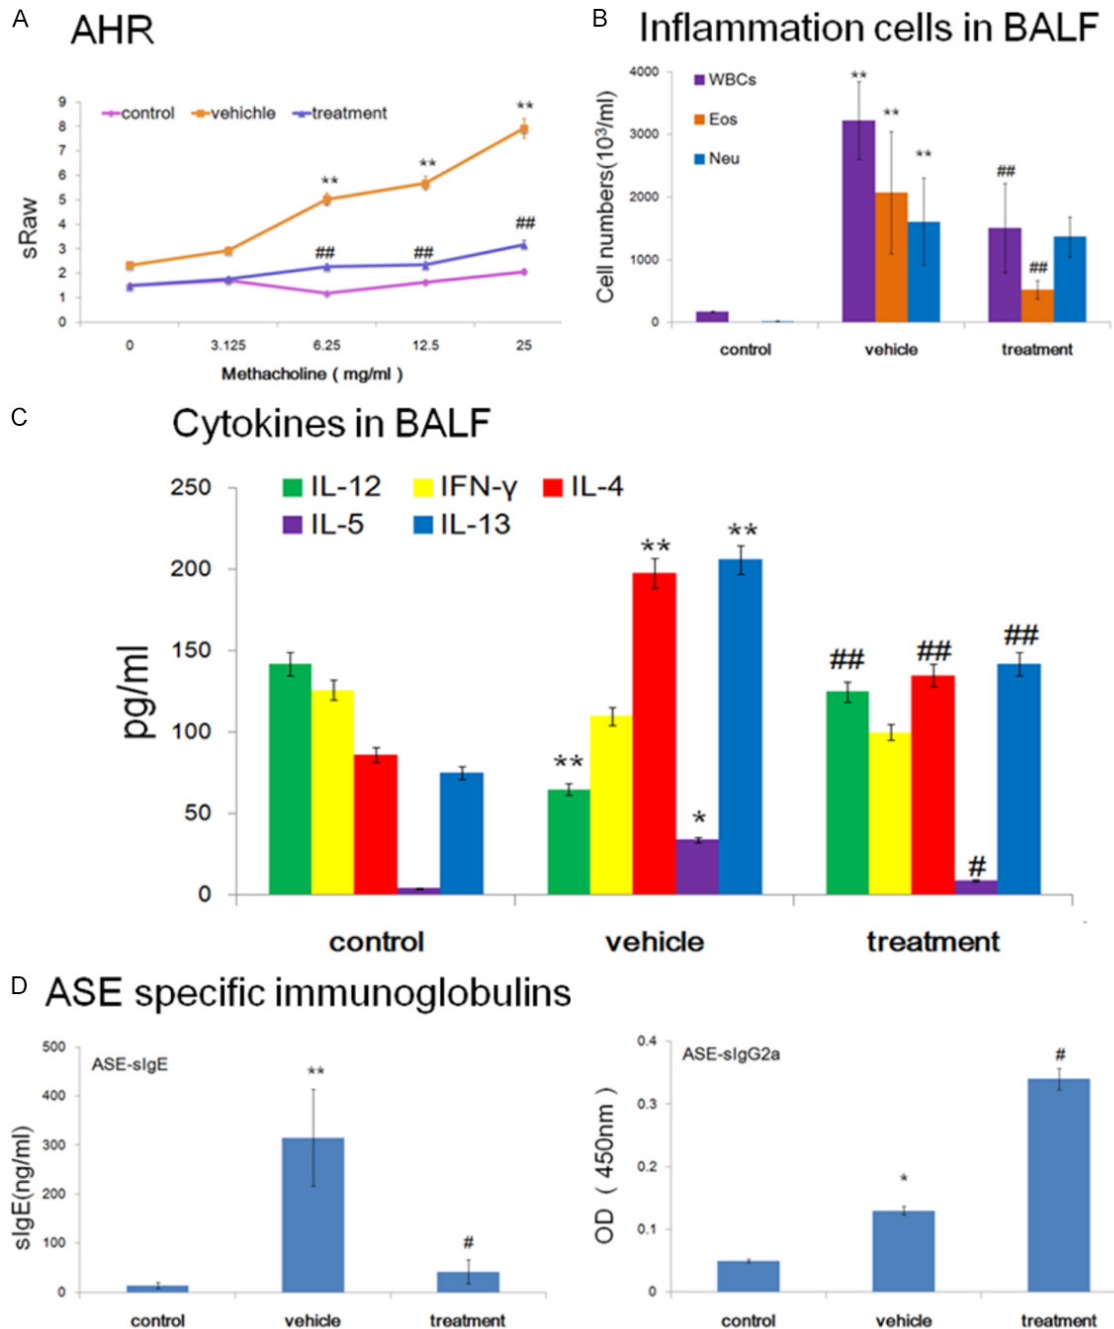 A
AHR
control
vehichle
treatment
9
8
7
6
5
4
3
2
1
0
sRaw
**
**
**
##
##
##
0
3.125
6.25
12.5
25
Methacholine ( mg/ml )
B
Inflammation cells in BALF
WBCs
Eos
Neu
4000
3000
2000
1000
0
Cell numbers(10³/ml)
**
**
**
##
##
control
vehicle
treatment
C
Cytokines in BALF
IL-12
IFN-γ
IL-4
IL-5
IL-13
250
200
150
100
50
0
pg/ml
**
**
*
**
##
##
#
##
control
vehicle
treatment
D
ASE specific immunoglobulins
ASE-sIgE
500
400
300
200
100
0
sIgE(ng/ml)
**
#
control
vehicle
treatment
ASE-sIgG2a
0.4
0.3
0.2
0.1
0
OD ( 450nm )
*
#
control
vehicle
treatment